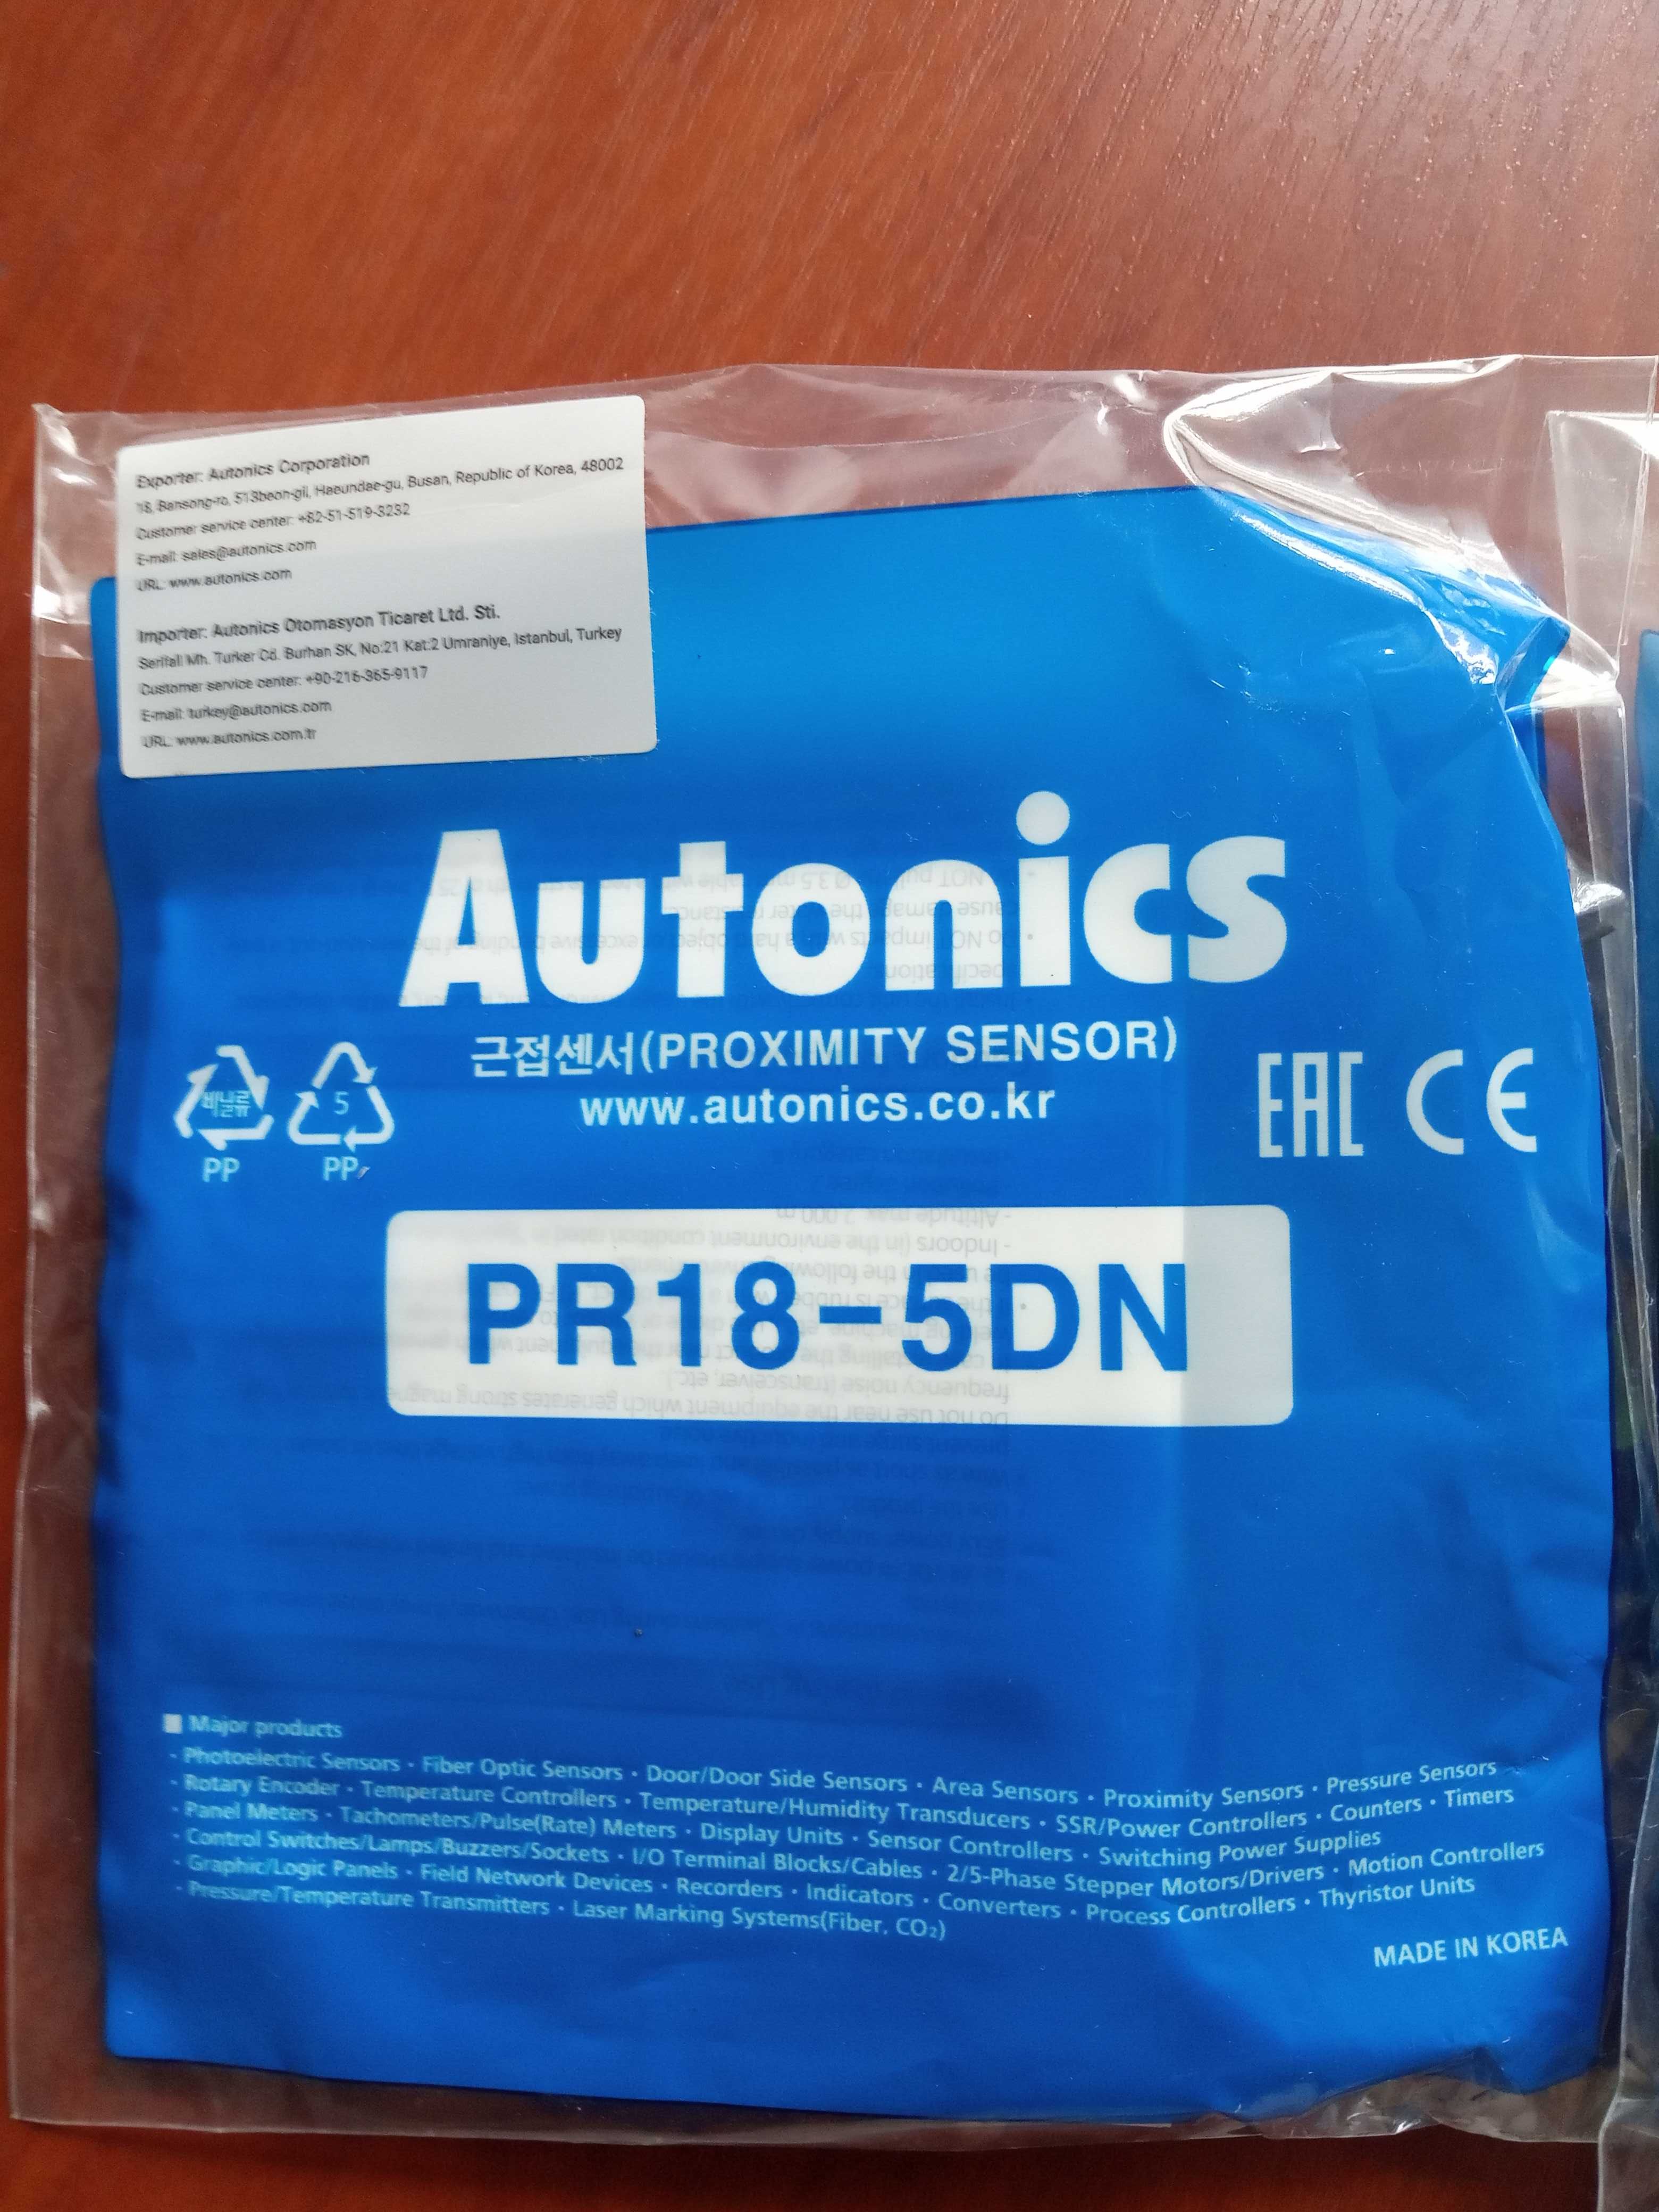 Exporter: Autonics Corporation
18, Bansong-ro, 513beon-gil, Haeundae-gu, Busan, Republic of Korea, 48002
Customer service center: +82-51-519-3232
E-mail: sales@autonics.com
URL: www.autonics.com
Importer: Autonics Otomasyon Ticaret Ltd. Sti.
Serifali Mh. Turker Cd. Burhan SK, No:21 Kat:2 Umraniye, Istanbul, Turkey
Customer service center: +90-216-365-9117
E-mail: turkey@autonics.com
URL: www.autonics.com.tr
Autonics
근접센서(PROXIMITY SENSOR)
www.autonics.co.kr
비닐류
PP
5
PP
EAC CE
PR18-5DN
■ Major products
- Photoelectric Sensors · Fiber Optic Sensors · Door/Door Side Sensors · Area Sensors · Proximity Sensors · Pressure Sensors
- Rotary Encoder · Temperature Controllers · Temperature/Humidity Transducers · SSR/Power Controllers · Counters · Timers
- Panel Meters · Tachometers/Pulse(Rate) Meters · Display Units · Sensor Controllers · Switching Power Supplies
- Control Switches/Lamps/Buzzers/Sockets · I/O Terminal Blocks/Cables · 2/5-Phase Stepper Motors/Drivers · Motion Controllers
- Graphic/Logic Panels · Field Network Devices · Recorders · Indicators · Converters · Process Controllers · Thyristor Units
- Pressure/Temperature Transmitters · Laser Marking Systems(Fiber, CO₂)
MADE IN KOREA